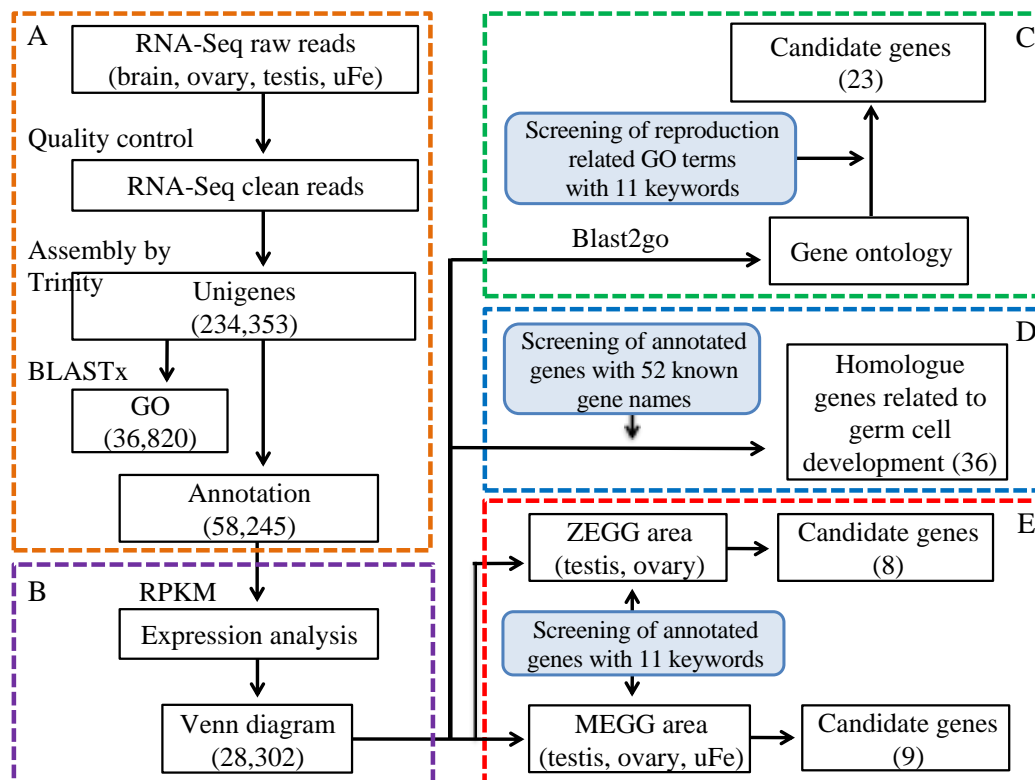 A
RNA-Seq raw reads
(brain, ovary, testis, uFe)
Quality control
RNA-Seq clean reads
Assembly by
Trinity
Unigenes
(234,353)
BLASTx
GO
(36,820)
Annotation
(58,245)
B
RPKM
Expression analysis
Venn diagram
(28,302)
C
Candidate genes
(23)
Screening of reproduction
related GO terms
with 11 keywords
Blast2go
Gene ontology
D
Screening of annotated
genes with 52 known
gene names
Homologue
genes related to
germ cell
development (36)
E
ZEGG area
(testis, ovary)
Candidate genes
(8)
Screening of annotated
genes with 11 keywords
MEGG area
(testis, ovary, uFe)
Candidate genes
(9)